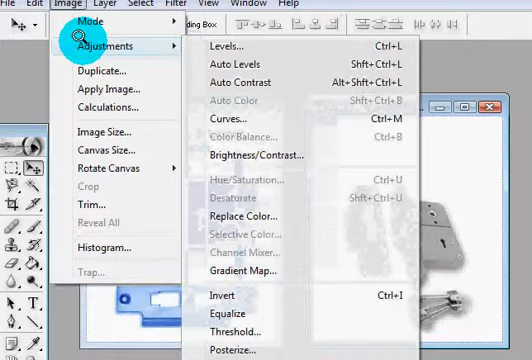 File Edit Image Layer Select Filter View Window Help
Mode
Adjustments
Duplicate...
Apply Image...
Calculations...
Image Size...
Canvas Size...
Rotate Canvas
Crop
Trim...
Reveal All
Histogram...
Trap...
ding Box
Levels... Ctrl+L
Auto Levels Shft+Ctrl+L
Auto Contrast Alt+Shft+Ctrl+L
Auto Color Shft+Ctrl+B
Curves... Ctrl+M
Color Balance... Ctrl+B
Brightness/Contrast...
Hue/Saturation... Ctrl+U
Desaturate Shft+Ctrl+U
Replace Color...
Selective Color...
Channel Mixer...
Gradient Map...
Invert Ctrl+I
Equalize
Threshold...
Posterize...